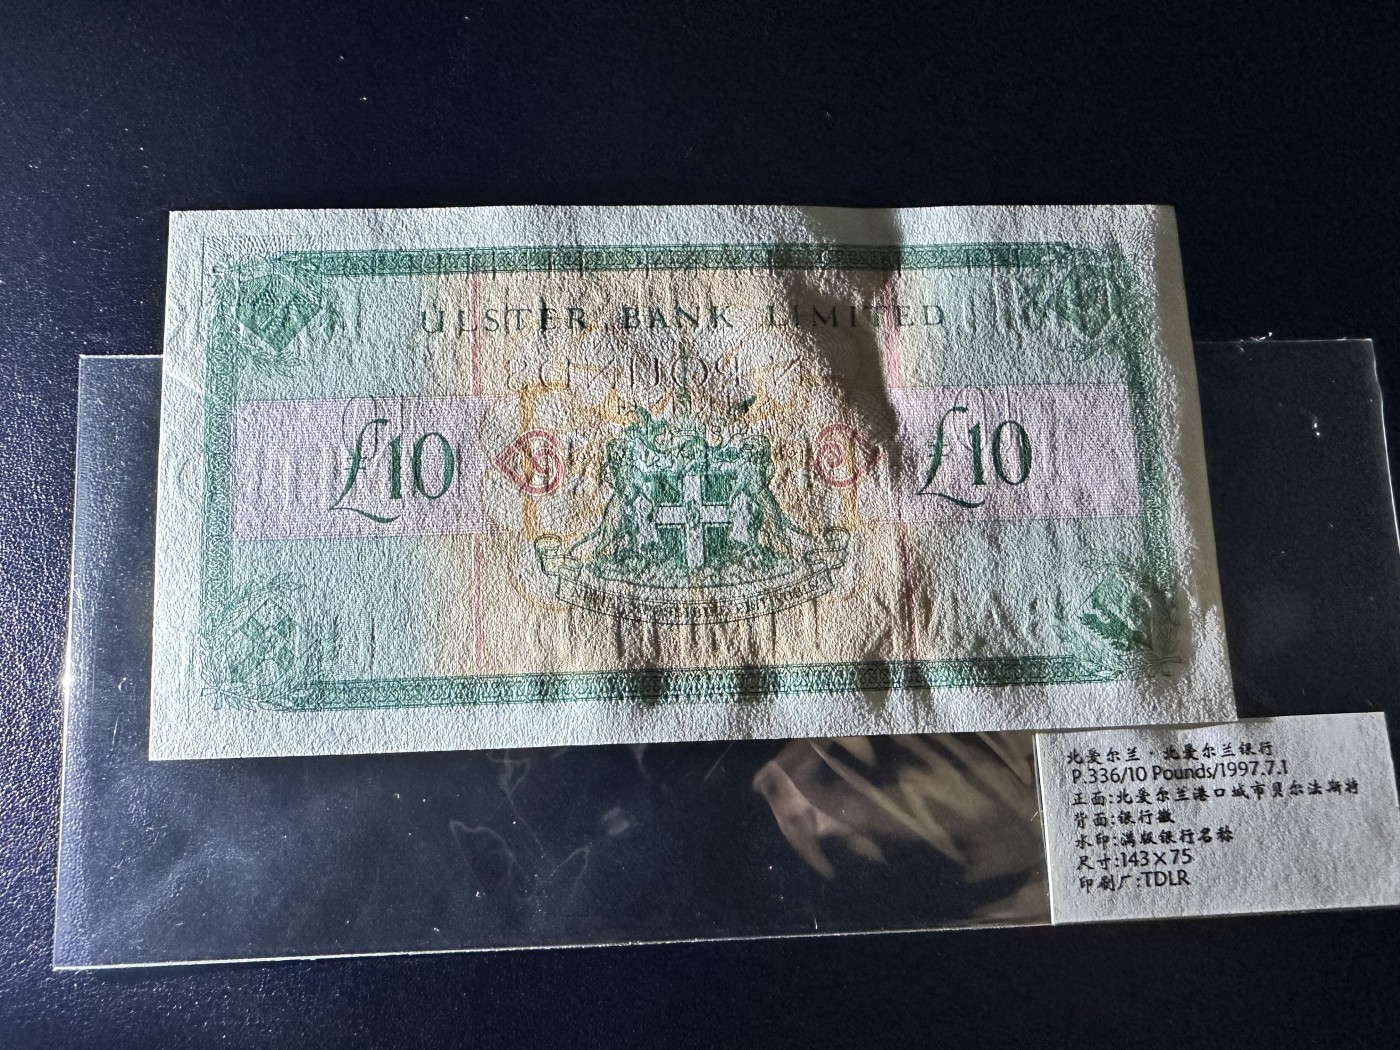 ULSTER BANK LIMITED
£10
£10
北爱尔兰·北爱尔兰银行
P.336/10 Pounds/1997.7.1
正面:北爱尔兰港口城市贝尔法斯特
背面:银行徽
水印:满版银行名称
尺寸:143×75
印刷厂:TDLR